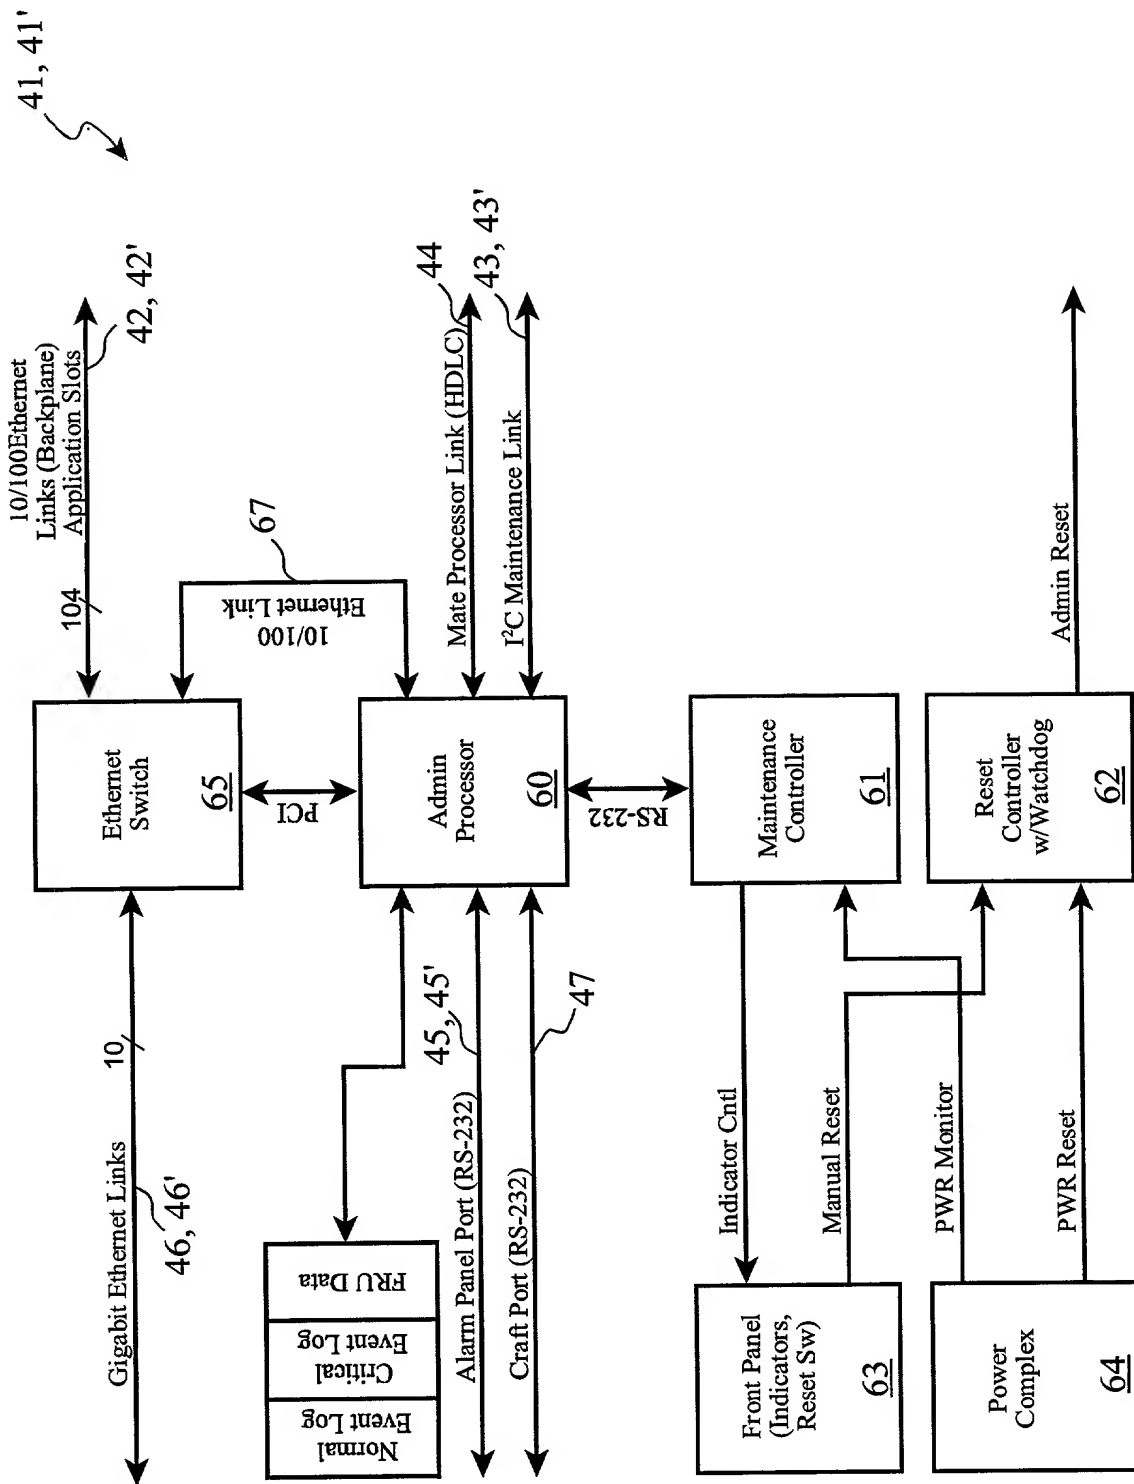 41, 41'
10/100Ethernet
Links (Backplane)
Application Slots
42, 42'
104
Ethernet
Switch
65
10
Gigabit Ethernet Links
46, 46'
10/100
Ethernet Link
67
PCI
Admin
Processor
60
Mate Processor Link (HDLC)
44
I²C Maintenance Link
43, 43'
Normal
Event Log
Critical
Event Log
FRU Data
Alarm Panel Port (RS-232)
45, 45'
Craft Port (RS-232)
47
RS-232
Maintenance
Controller
61
Indicator Cntl
Manual Reset
Front Panel
(Indicators,
Reset Sw)
63
PWR Monitor
PWR Reset
Power
Complex
64
Reset
Controller
w/Watchdog
62
Admin Reset